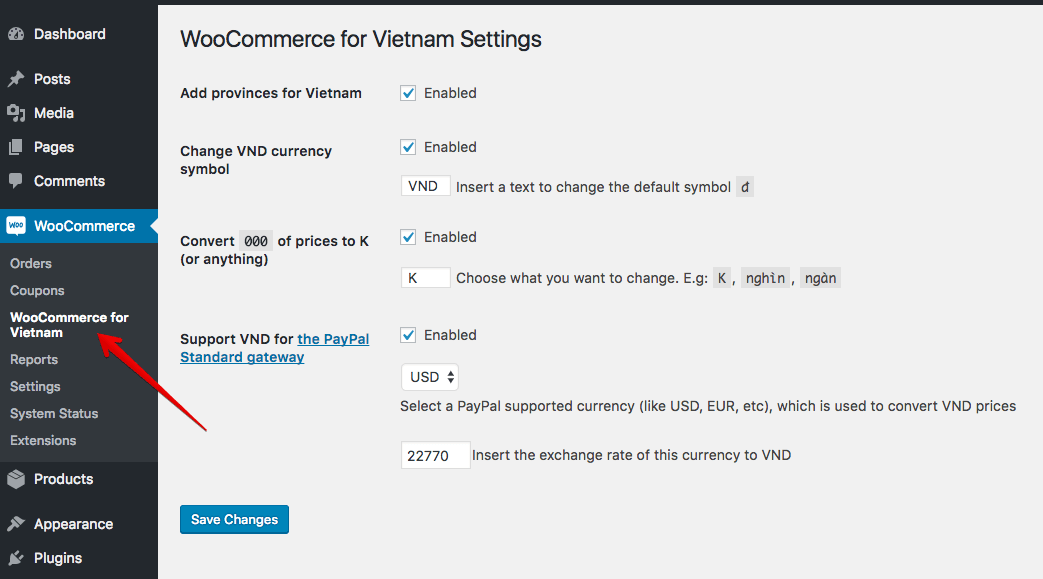 Dashboard
Posts
Media
Pages
Comments
Woo WooCommerce
Orders
Coupons
WooCommerce for
Vietnam
Reports
Settings
System Status
Extensions
Products
Appearance
Plugins
WooCommerce for Vietnam Settings
Add provinces for Vietnam
Enabled
Change VND currency
symbol
Enabled
VND Insert a text to change the default symbol đ
Convert 000 of prices to K
(or anything)
Enabled
K Choose what you want to change. E.g: K , nghìn , ngàn
Support VND for the PayPal
Standard gateway
Enabled
USD
Select a PayPal supported currency (like USD, EUR, etc), which is used to convert VND prices
22770 Insert the exchange rate of this currency to VND
Save Changes